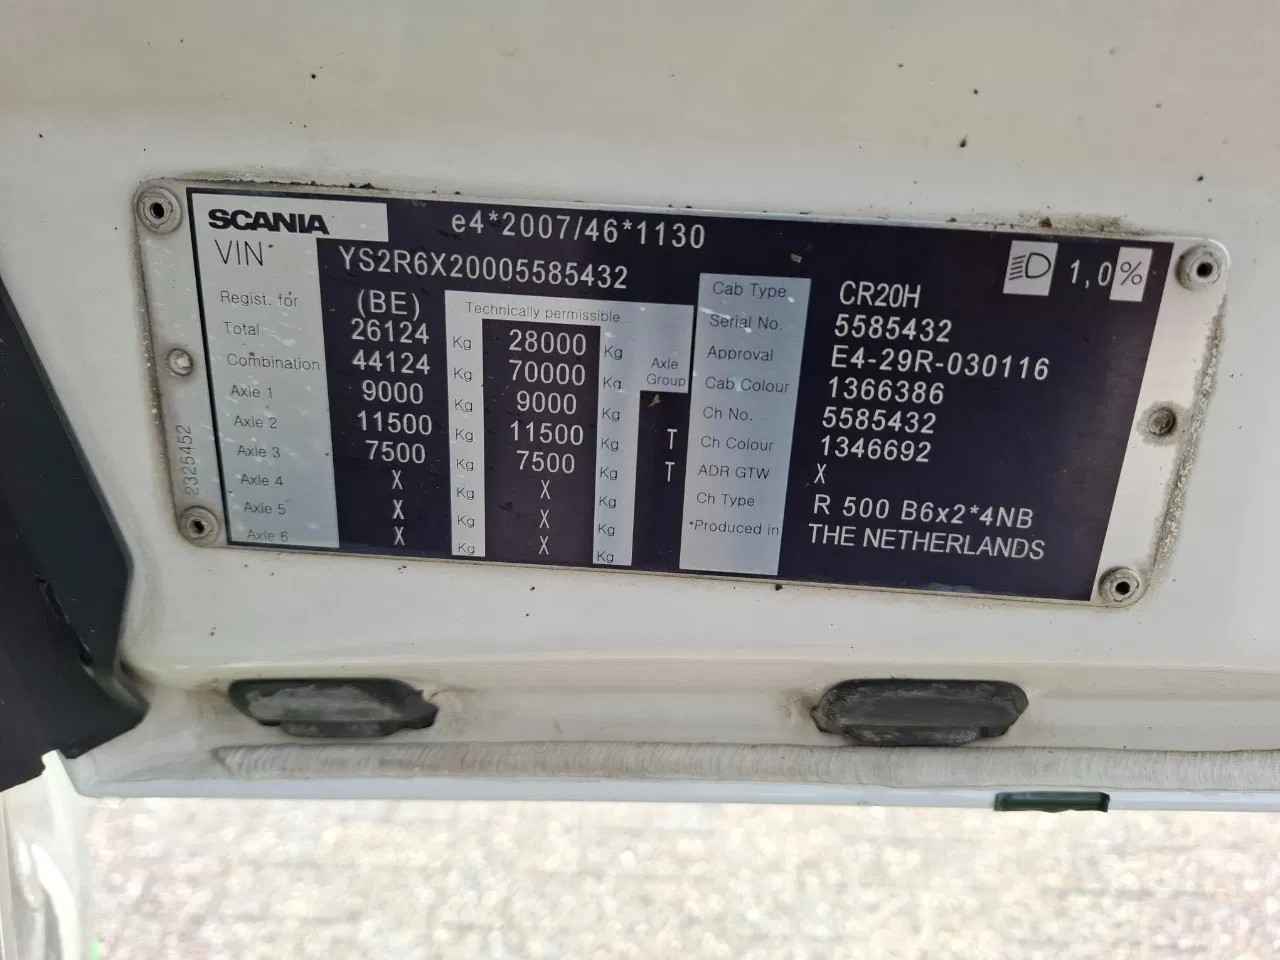 SCANIA e4*2007/46*1130
VIN YS2R6X20005585432
1,0%
Regist. for (BE) Technically permissible
Total 26124 Kg 28000 Kg
Combination 44124 Kg 70000 Kg Axle Group
Axle 1 9000 Kg 9000 Kg
Axle 2 11500 Kg 11500 Kg T
Axle 3 7500 Kg 7500 Kg T
Axle 4 X Kg X Kg
Axle 5 X Kg X Kg
Axle 6 X Kg X Kg
Cab Type CR20H
Serial No. 5585432
Approval E4-29R-030116
Cab Colour 1366386
Ch No. 5585432
Ch Colour 1346692
ADR GTW X
Ch Type R 500 B6x2*4NB
*Produced in THE NETHERLANDS
2325452